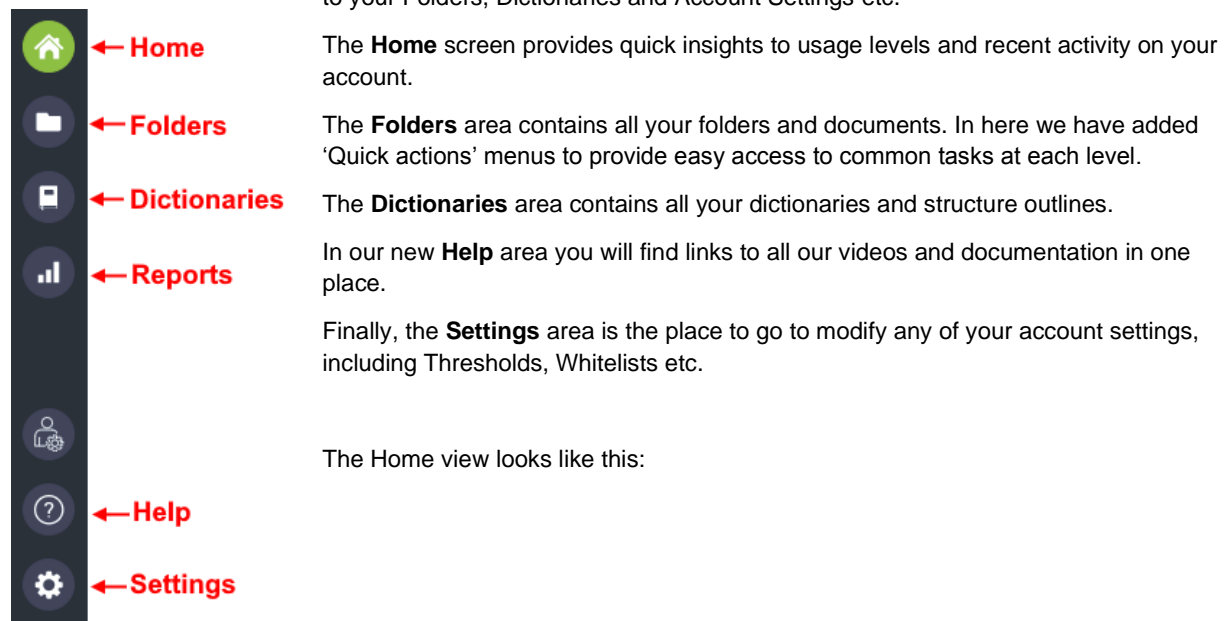 to your Folders, Dictionaries and Account Settings etc.
Home
The Home screen provides quick insights to usage levels and recent activity on your
account.
Folders
The Folders area contains all your folders and documents. In here we have added
‘Quick actions’ menus to provide easy access to common tasks at each level.
Dictionaries
The Dictionaries area contains all your dictionaries and structure outlines.
In our new Help area you will find links to all our videos and documentation in one
place.
Reports
Finally, the Settings area is the place to go to modify any of your account settings,
including Thresholds, Whitelists etc.
The Home view looks like this:
?
Help
Settings